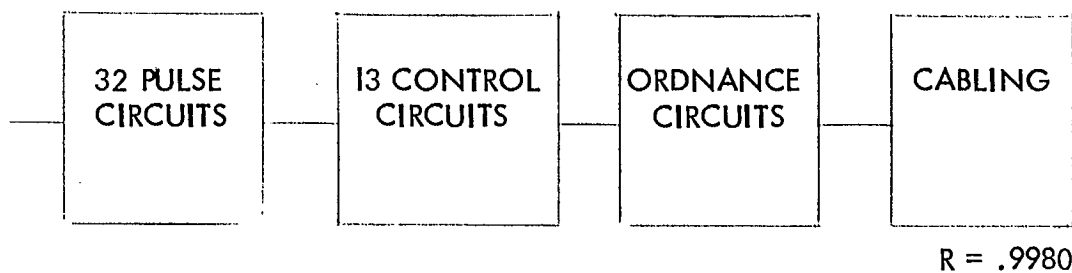 32 PULSE
CIRCUITS
13 CONTROL
CIRCUITS
ORDNANCE
CIRCUITS
CABLING
R = .9980